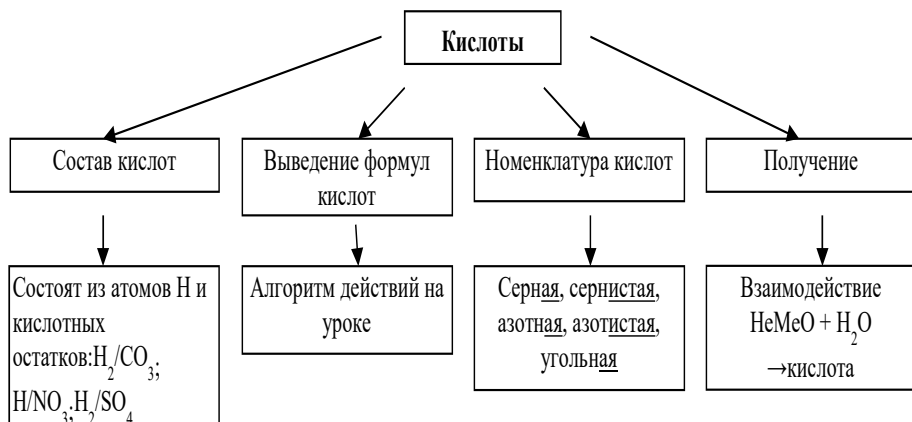 Кислоты
Состав кислот
Выведение формул
кислот
Номенклатура кислот
Получение
Состоят из атомов Н и
кислотных
остатков:H₂/CO₃;
H/NO₃;H₂/SO₄
Алгоритм действий на
уроке
Серная, сернистая,
азотная, азотистая,
угольная
Взаимодействие
НеМеО + H₂O
→кислота